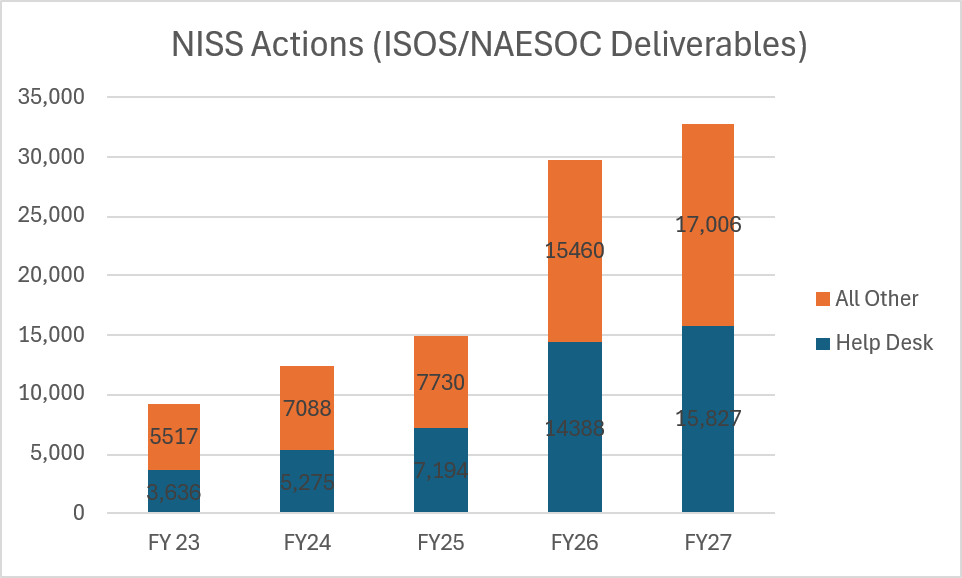 NISS Actions (ISOS/NAESOC Deliverables)
35,000
30,000
25,000
20,000
15,000
10,000
5,000
0
5517
3,636
7088
5,275
7730
7,194
15460
14388
17,006
15,827
FY 23
FY24
FY25
FY26
FY27
All Other
Help Desk